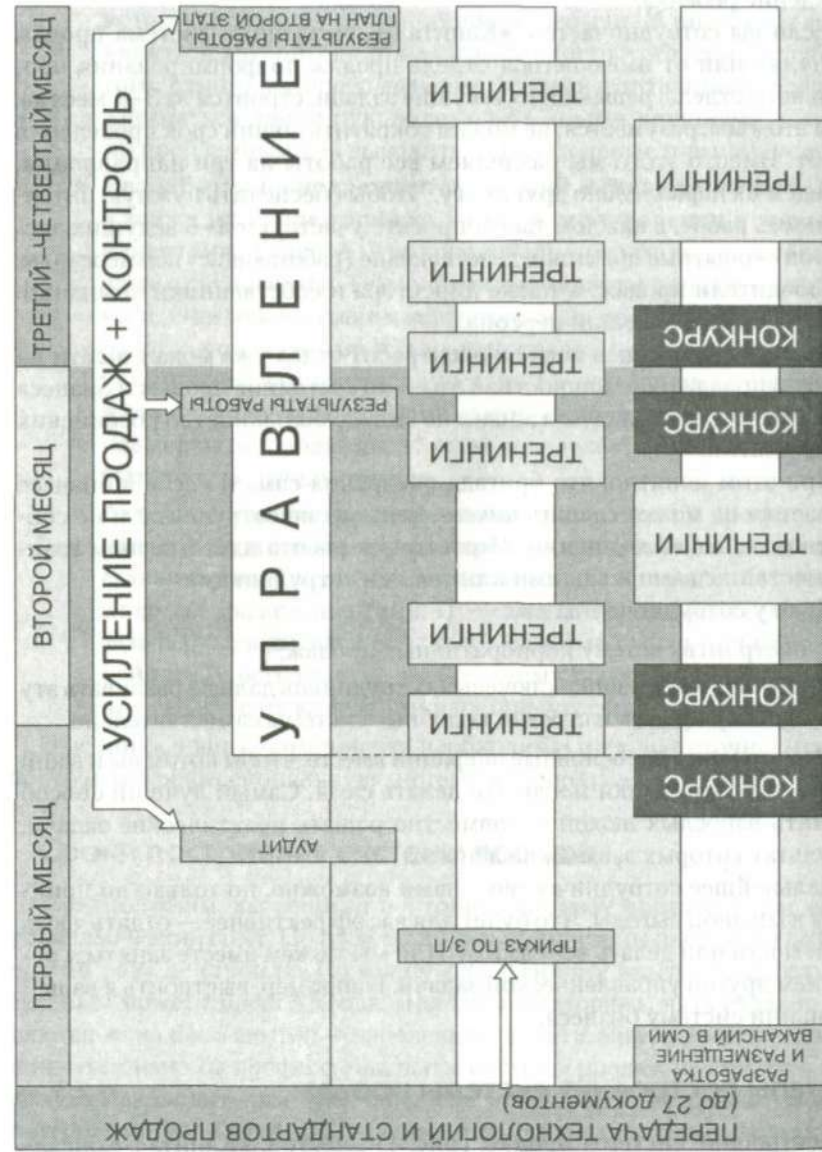 ПЕРВЫЙ МЕСЯЦ
ВТОРОЙ МЕСЯЦ
ТРЕТИЙ–ЧЕТВЕРТЫЙ МЕСЯЦ
УСИЛЕНИЕ ПРОДАЖ + КОНТРОЛЬ
АУДИТ
РЕЗУЛЬТАТЫ РАБОТЫ
РЕЗУЛЬТАТЫ РАБОТЫ.
ПЛАН НА ВТОРОЙ ЭТАП
УПРАВЛЕНИЕ
ПЕРЕДАЧА ТЕХНОЛОГИЙ И СТАНДАРТОВ ПРОДАЖ
(ДО 27 ДОКУМЕНТОВ)
ПРИКАЗ ПО З/П
РАЗРАБОТКА
И РАЗМЕЩЕНИЕ
ВАКАНСИЙ В СМИ
ТРЕНИНГИ
ТРЕНИНГИ
ТРЕНИНГИ
ТРЕНИНГИ
ТРЕНИНГИ
ТРЕНИНГИ
ТРЕНИНГИ
ТРЕНИНГИ
КОНКУРС
КОНКУРС
КОНКУРС
КОНКУРС